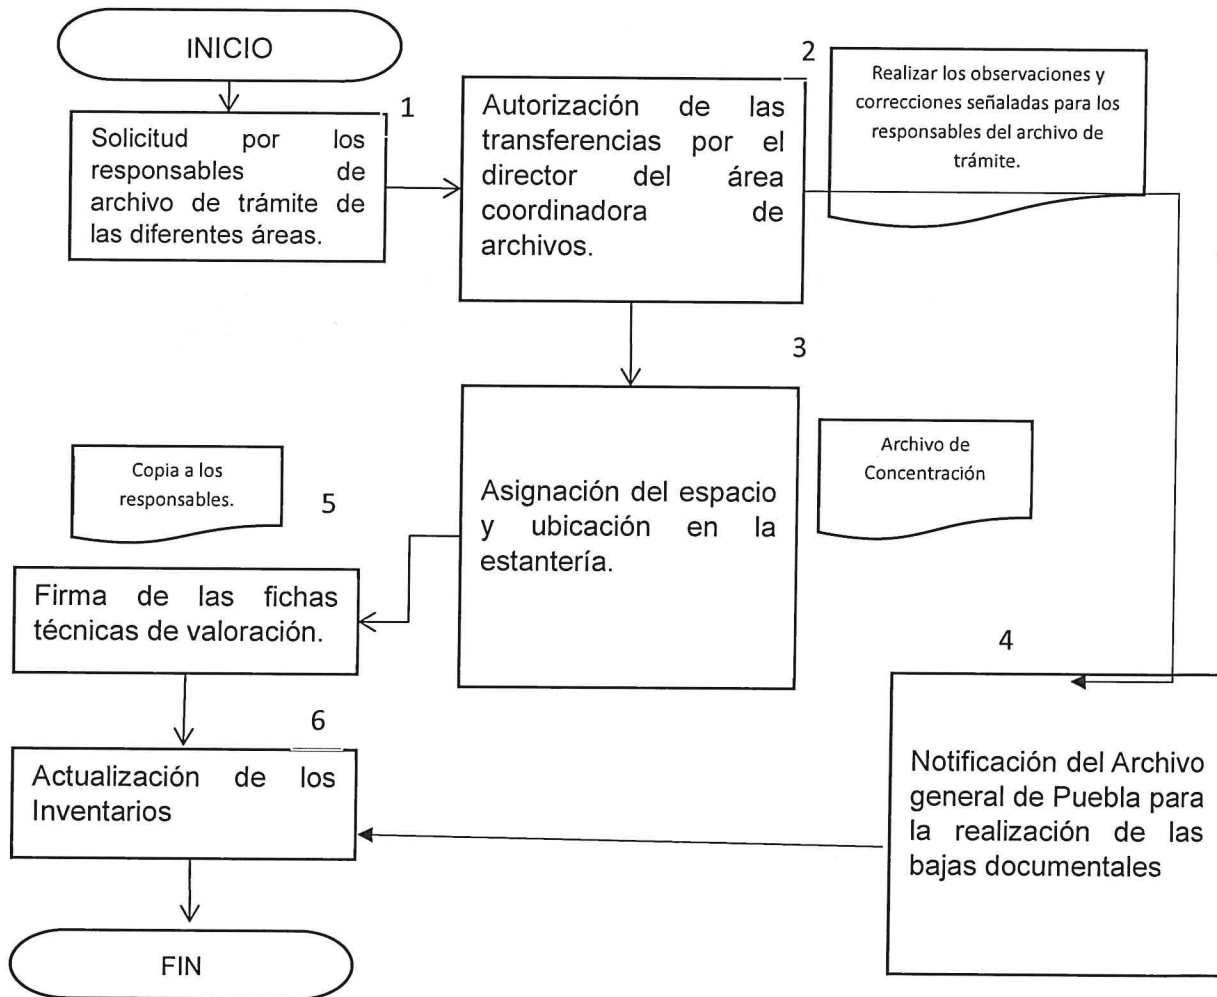 INICIO
1
Solicitud por los
responsables de
archivo de trámite de
las diferentes áreas.
2
Autorización de las
transferencias por el
director del área
coordinadora de
archivos.
Realizar los observaciones y
correcciones señaladas para los
responsables del archivo de
trámite.
3
Asignación del espacio
y ubicación en la
estantería.
Archivo de
Concentración
4
Notificación del Archivo
general de Puebla para
la realización de las
bajas documentales
Copia a los
responsables.
5
Firma de las fichas
técnicas de valoración.
6
Actualización de los
Inventarios
FIN